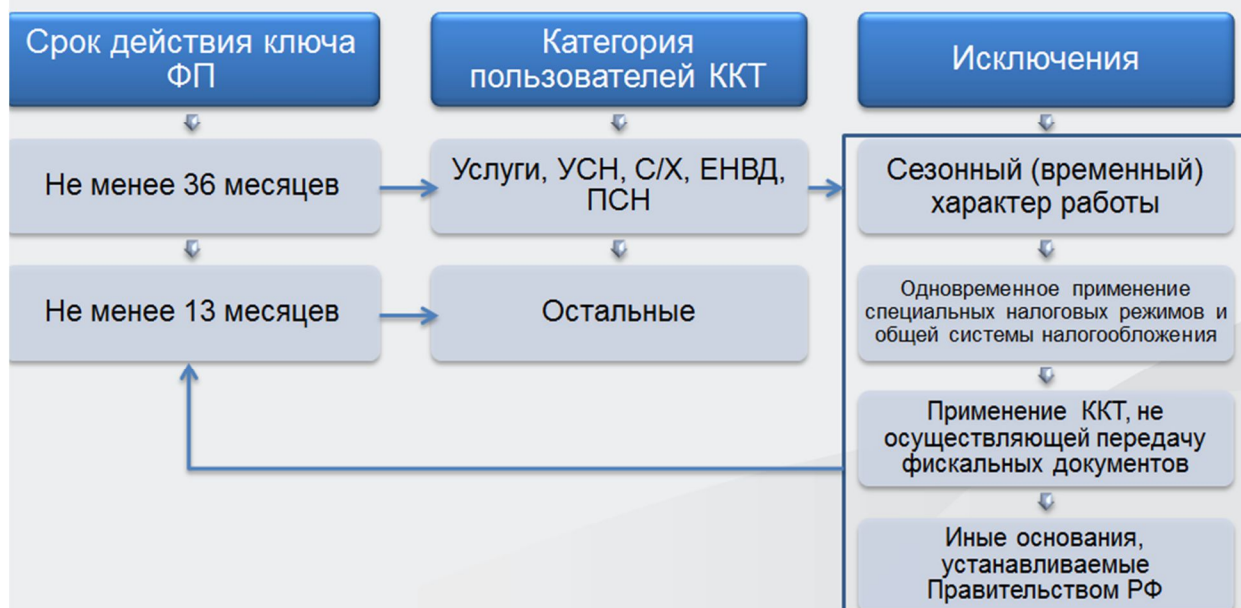 Срок действия ключа
ФП
Категория
пользователей ККТ
Исключения
Не менее 36 месяцев
Услуги, УСН, С/Х, ЕНВД,
ПСН
Сезонный (временный)
характер работы
Не менее 13 месяцев
Остальные
Одновременное применение
специальных налоговых режимов и
общей системы налогообложения
Применение ККТ, не
осуществляющей передачу
фискальных документов
Иные основания,
устанавливаемые
Правительством РФ